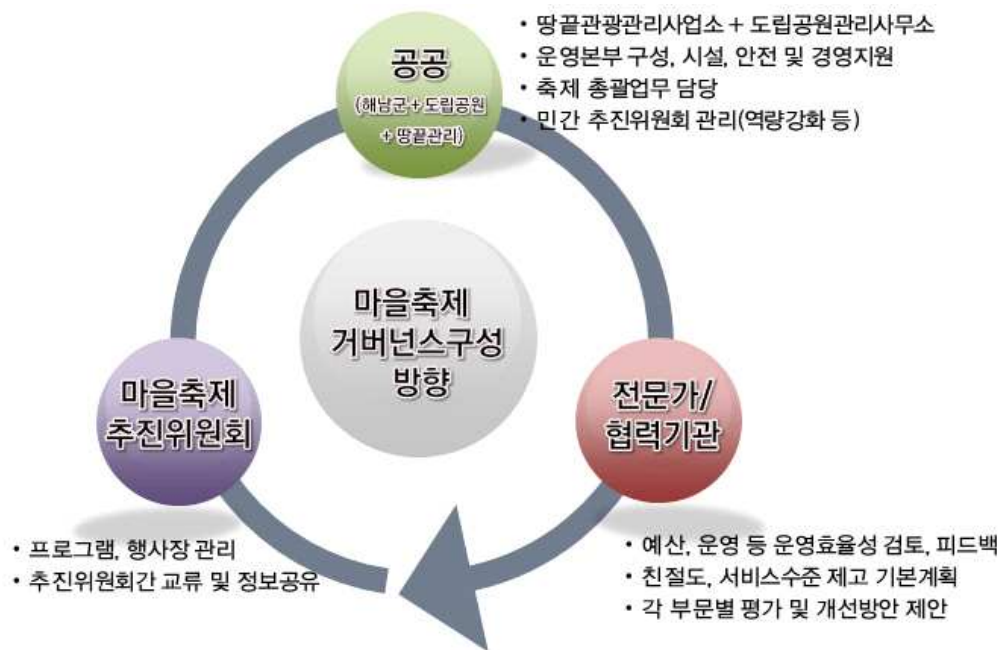 공공
(해남군+도립공원
+땅끝관리)
• 땅끝관광관리사업소 + 도립공원관리사무소
• 운영본부 구성, 시설, 안전 및 경영지원
• 축제 총괄업무 담당
• 민간 추진위원회 관리(역량강화 등)
마을축제
거버넌스구성
방향
마을축제
추진위원회
전문가/
협력기관
• 프로그램, 행사장 관리
• 추진위원회간 교류 및 정보공유
• 예산, 운영 등 운영효율성 검토, 피드백
• 친절도, 서비스수준 제고 기본계획
• 각 부문별 평가 및 개선방안 제안